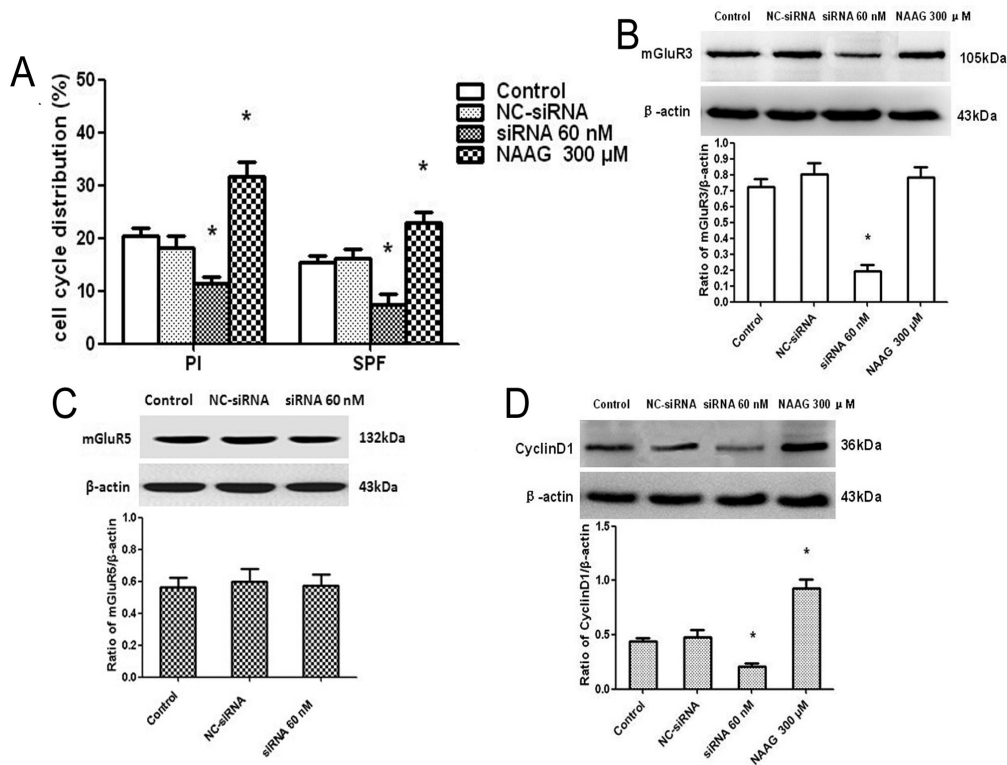 A
cell cycle distribution (%)
50
40
30
20
10
0
* * * *
PI SPF
Control
NC-siRNA
siRNA 60 nM
NAAG 300 µM
B
Control NC-siRNA siRNA 60 nM NAAG 300 µ M
mGluR3 105kDa
β-actin 43kDa
Ratio of mGluR3/β-actin
1.0
0.9
0.8
0.7
0.6
0.5
0.4
0.3
0.2
0.1
0.0
*
Control NC-siRNA siRNA 60 nM NAAG 300 µM
C
Control NC-siRNA siRNA 60 nM
mGluR5 132kDa
β-actin 43kDa
Ratio of mGluR5/β-actin
1.0
0.8
0.6
0.4
0.2
0.0
Control NC-siRNA siRNA 60 nM
D
Control NC-siRNA siRNA 60 nM NAAG 300 µ M
CyclinD1 36kDa
β-actin 43kDa
Ratio of CyclinD1/β-actin
1.5
1.0
0.5
0.0
* *
Control NC-siRNA siRNA 60 nM NAAG 300 µM